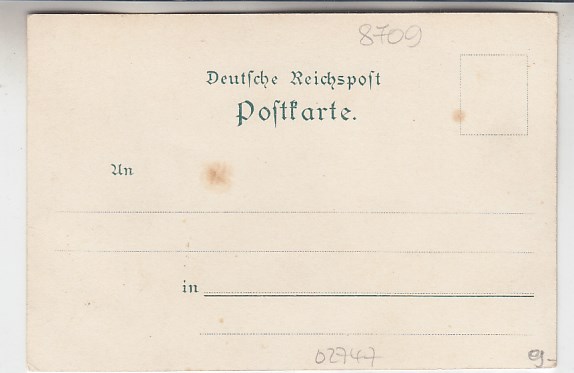 8709
Deutſche Reichspoſt
Poſtkarte.
An
in
02747
9-